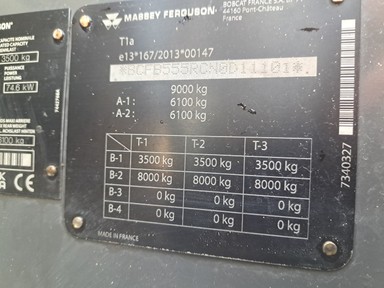 MASSEY FERGUSON
BOBCAT FRANCE S.A.
44160 Port-Château
France
T1a
e13*167/2013*00147
9000 kg
A-1: 6100 kg
A-2: 6100 kg
T-1 T-2 T-3
B-1 3500 kg 3500 kg 3500 kg
B-2 8000 kg 8000 kg 8000 kg
B-3 0 kg 0 kg 0 kg
B-4 0 kg 0 kg 0 kg
MADE IN FRANCE
7340327
3500 kg
PUISSANCE
POWER
74.6 kW